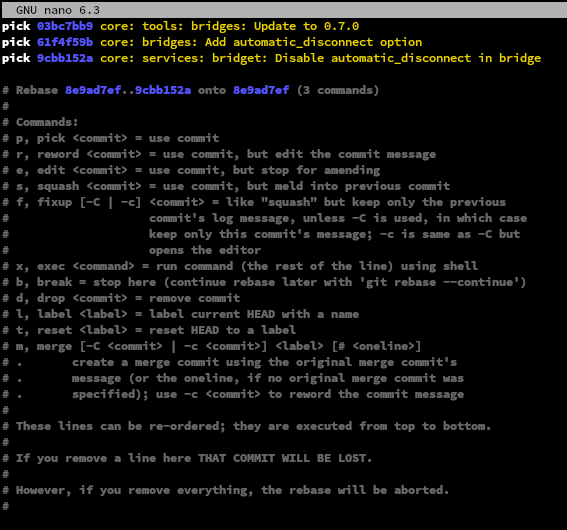 GNU nano 6.3
pick 03bc7bb9 core: tools: bridges: Update to 0.7.0
pick 61f4f59b core: bridges: Add automatic_disconnect option
pick 9cbb152a core: services: bridget: Disable automatic_disconnect in bridge

# Rebase 8e9ad7ef..9cbb152a onto 8e9ad7ef (3 commands)
#
# Commands:
# p, pick <commit> = use commit
# r, reword <commit> = use commit, but edit the commit message
# e, edit <commit> = use commit, but stop for amending
# s, squash <commit> = use commit, but meld into previous commit
# f, fixup [-C | -c] <commit> = like "squash" but keep only the previous
#                    commit's log message, unless -C is used, in which case
#                    keep only this commit's message; -c is same as -C but
#                    opens the editor
# x, exec <command> = run command (the rest of the line) using shell
# b, break = stop here (continue rebase later with 'git rebase --continue')
# d, drop <commit> = remove commit
# l, label <label> = label current HEAD with a name
# t, reset <label> = reset HEAD to a label
# m, merge [-C <commit> | -c <commit>] <label> [# <oneline>]
# .       create a merge commit using the original merge commit's
# .       message (or the oneline, if no original merge commit was
# .       specified); use -c <commit> to reword the commit message
#
# These lines can be re-ordered; they are executed from top to bottom.
#
# If you remove a line here THAT COMMIT WILL BE LOST.
#
# However, if you remove everything, the rebase will be aborted.
#